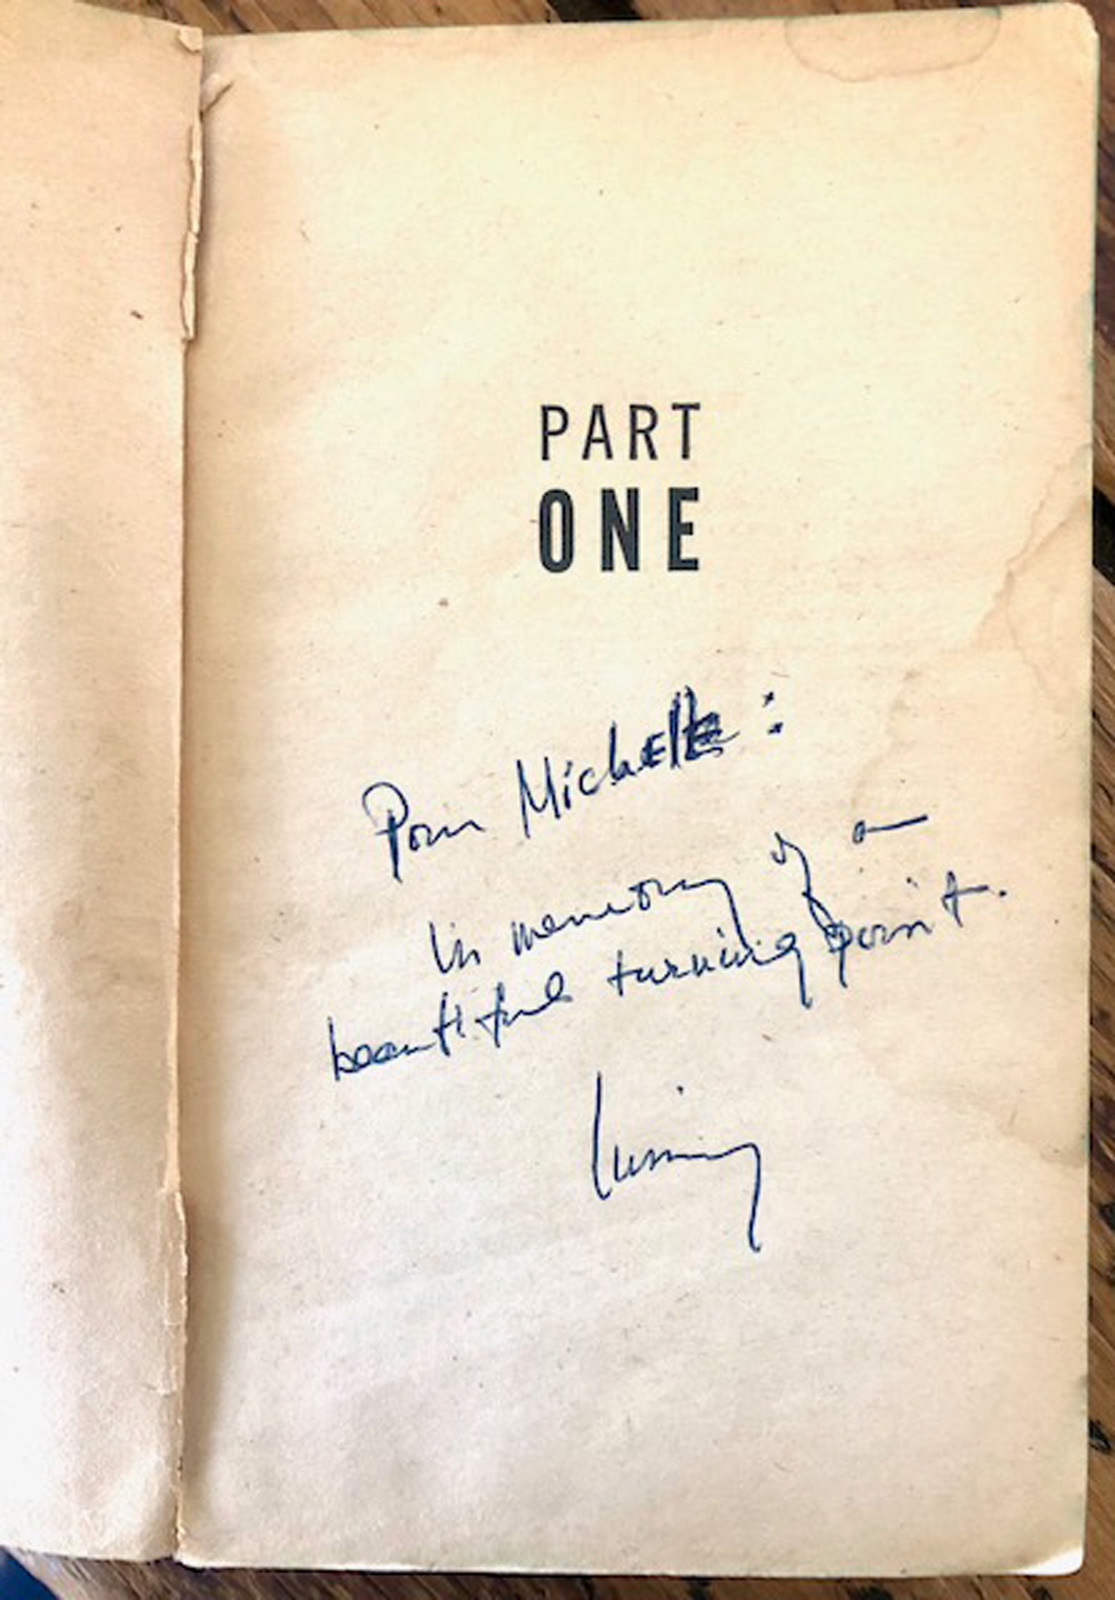 PART
ONE
Pour Michelle :
In memory of a
beautiful turning point.